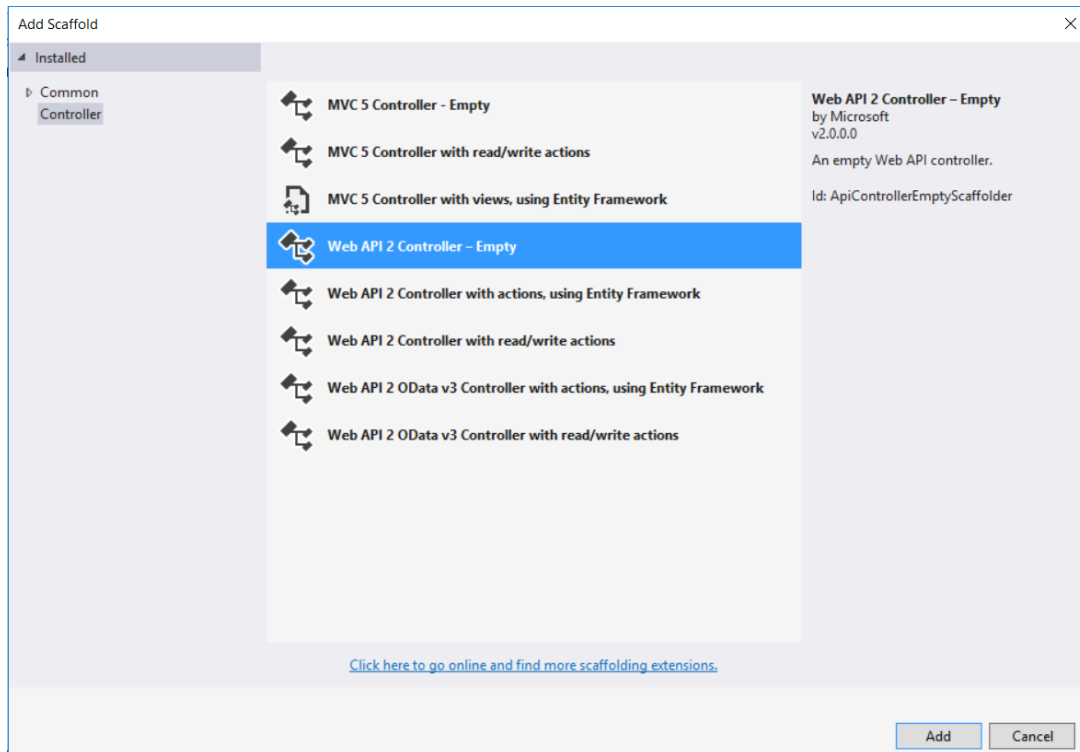 Add Scaffold
Installed
Common
Controller
MVC 5 Controller - Empty
MVC 5 Controller with read/write actions
MVC 5 Controller with views, using Entity Framework
Web API 2 Controller – Empty
Web API 2 Controller with actions, using Entity Framework
Web API 2 Controller with read/write actions
Web API 2 OData v3 Controller with actions, using Entity Framework
Web API 2 OData v3 Controller with read/write actions
Web API 2 Controller – Empty
by Microsoft
v2.0.0.0
An empty Web API controller.
Id: ApiControllerEmptyScaffolder
Click here to go online and find more scaffolding extensions.
Add
Cancel